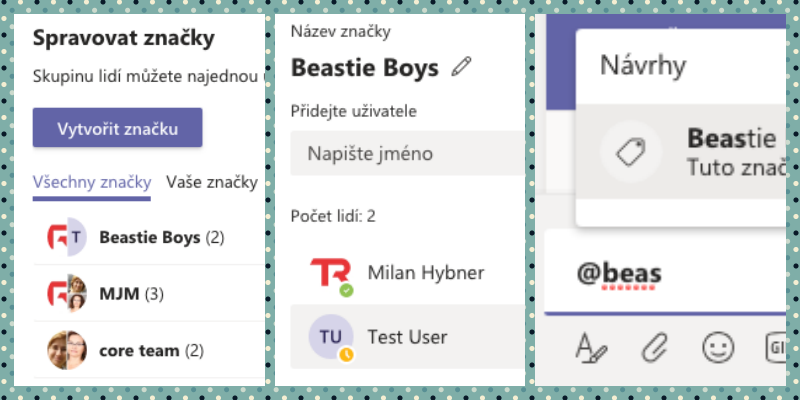 Spravovat značky
Skupinu lidí můžete najednou
Vytvořit značku
Všechny značky Vaše značky
T Beastie Boys (2)
MJM (3)
core team (2)
Název značky
Beastie Boys
Přidejte uživatele
Napište jméno
Počet lidí: 2
TR Milan Hybner
TU Test User
Návrhy
Beastie
Tuto znač
@beas
GI